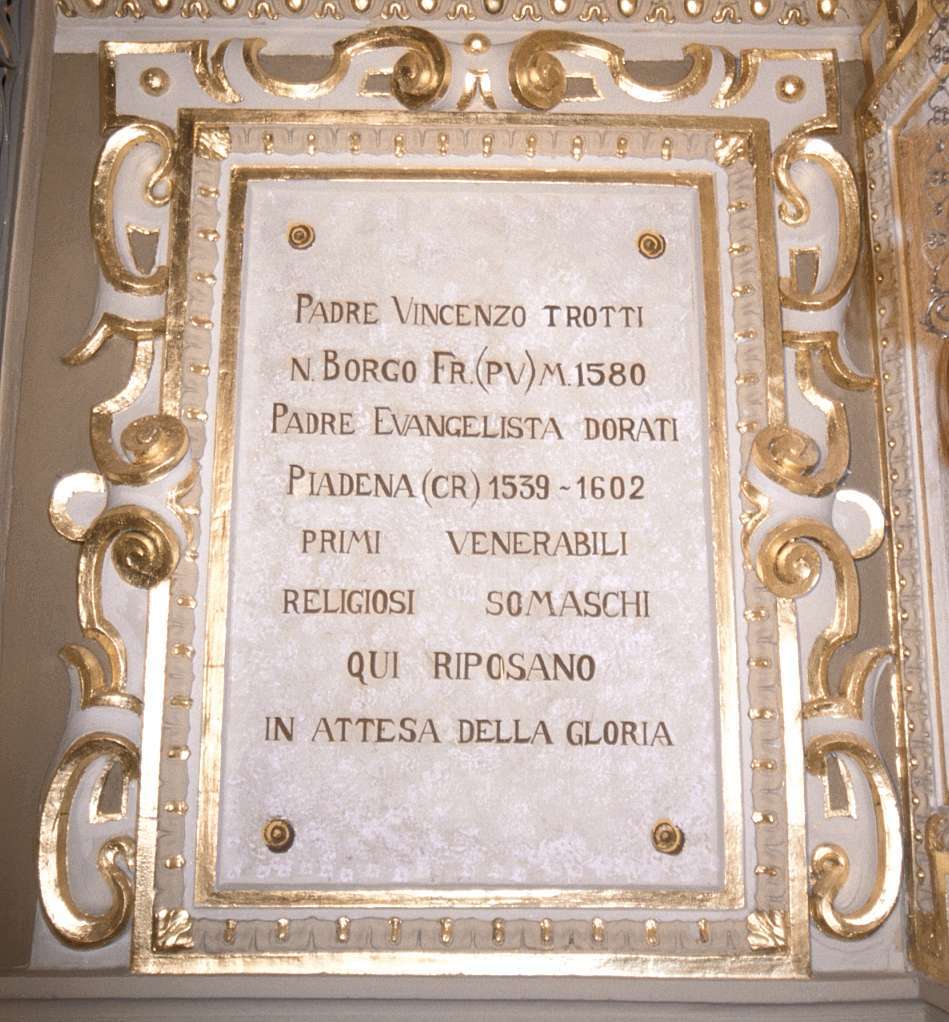 PADRE VINCENZO TROTTI
N. BORGO FR.(PV) M.1580
PADRE EVANGELISTA DORATI
PIADENA (CR) 1539 ~ 1602
PRIMI VENERABILI
RELIGIOSI SOMASCHI
QUI RIPOSANO
IN ATTESA DELLA GLORIA